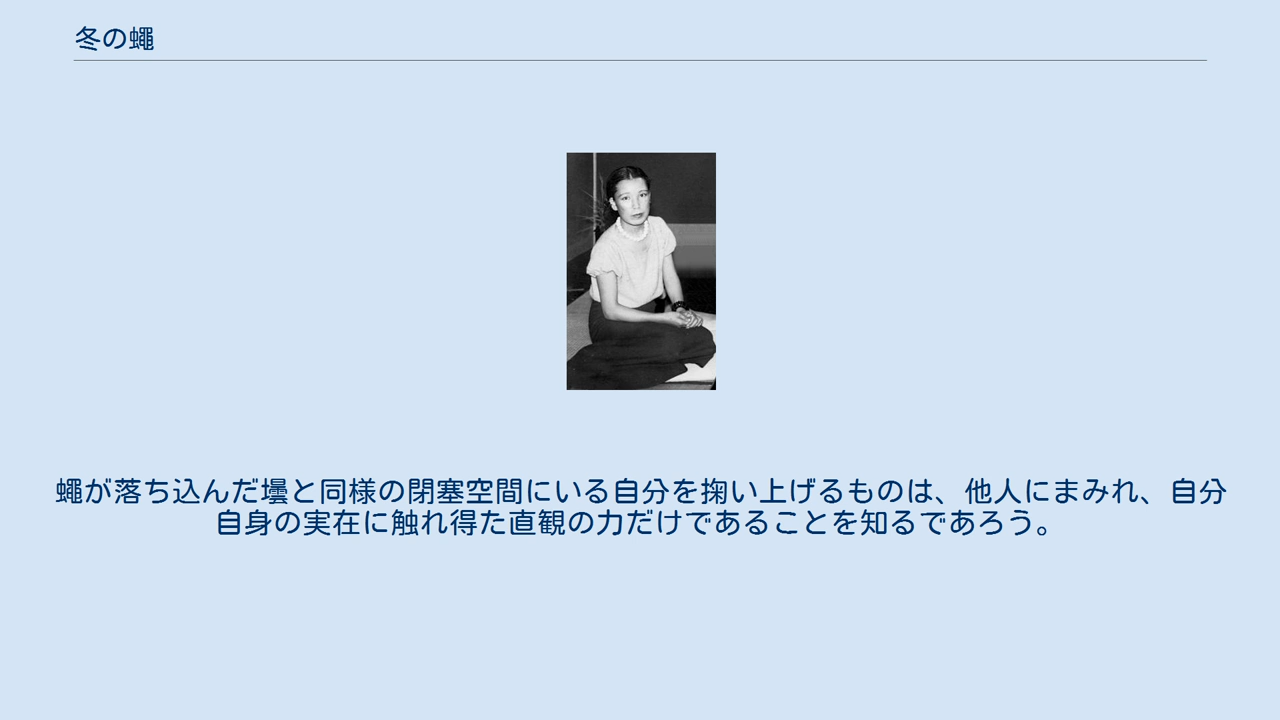 冬の蠅
蠅が落ち込んだ壜と同様の閉塞空間にいる自分を掬い上げるものは、他人にまみれ、自分
自身の実在に触れ得た直観の力だけであることを知るであろう。